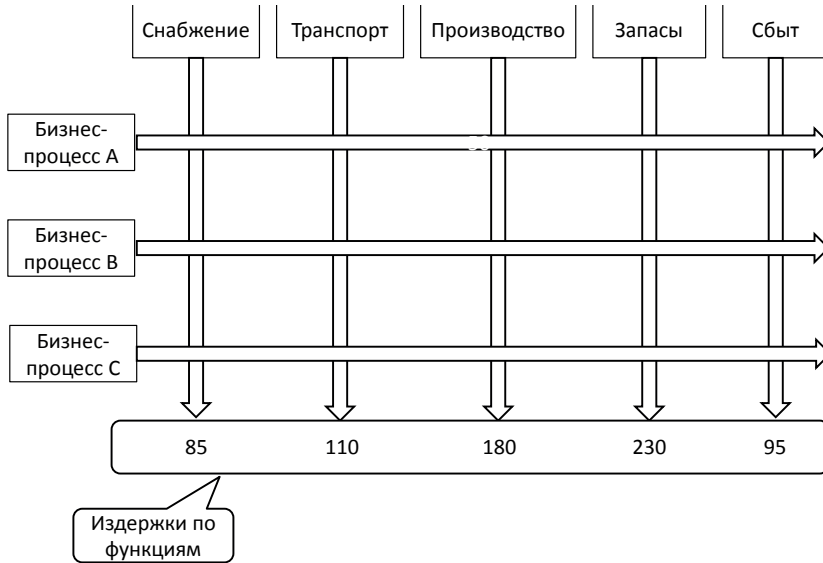 Снабжение Транспорт Производство Запасы Сбыт
Бизнес-
процесс А
Бизнес-
процесс В
Бизнес-
процесс С
85 110 180 230 95
Издержки по
функциям